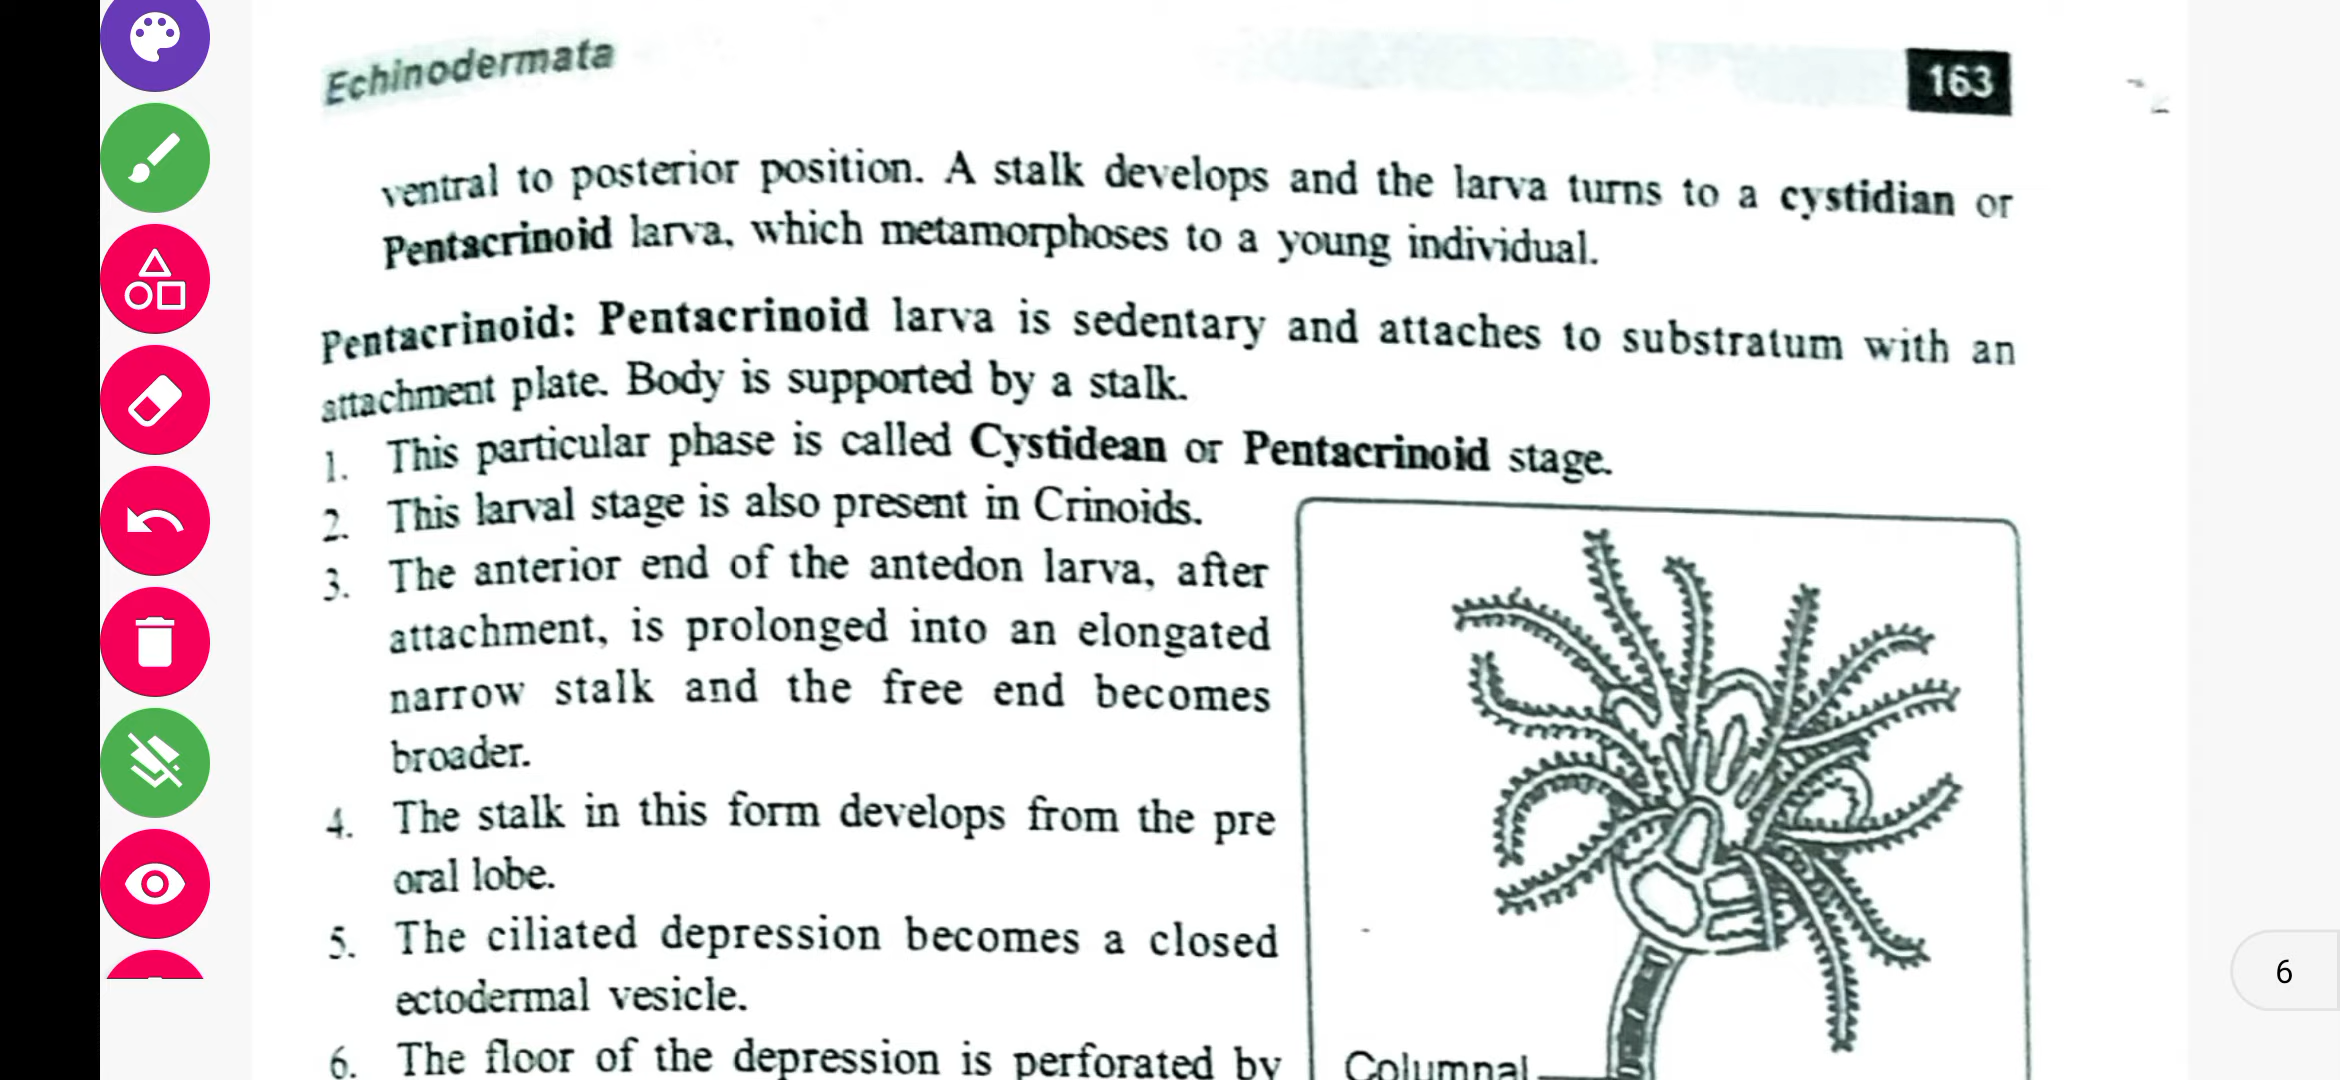 Echinodermata
163
ventral to posterior position. A stalk develops and the larva turns to a cystidian or
Pentacrinoid larva, which metamorphoses to a young individual.
Pentacrinoid: Pentacrinoid larva is sedentary and attaches to substratum with an
attachment plate. Body is supported by a stalk.
1. This particular phase is called Cystidean or Pentacrinoid stage.
2. This larval stage is also present in Crinoids.
3. The anterior end of the antedon larva, after
attachment, is prolonged into an elongated
narrow stalk and the free end becomes
broader.
4. The stalk in this form develops from the pre
oral lobe.
5. The ciliated depression becomes a closed
ectodermal vesicle.
6. The floor of the depression is perforated by
Columnal
6